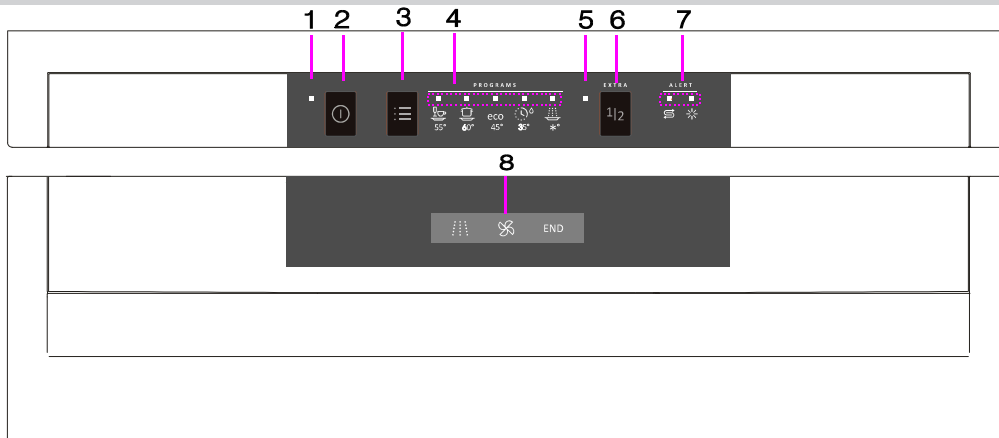 1 2 3 4 5 6 7
PROGRAMS EXTRA ALERT
1|2
eco
55° 60° 45° 35° *°
8
END